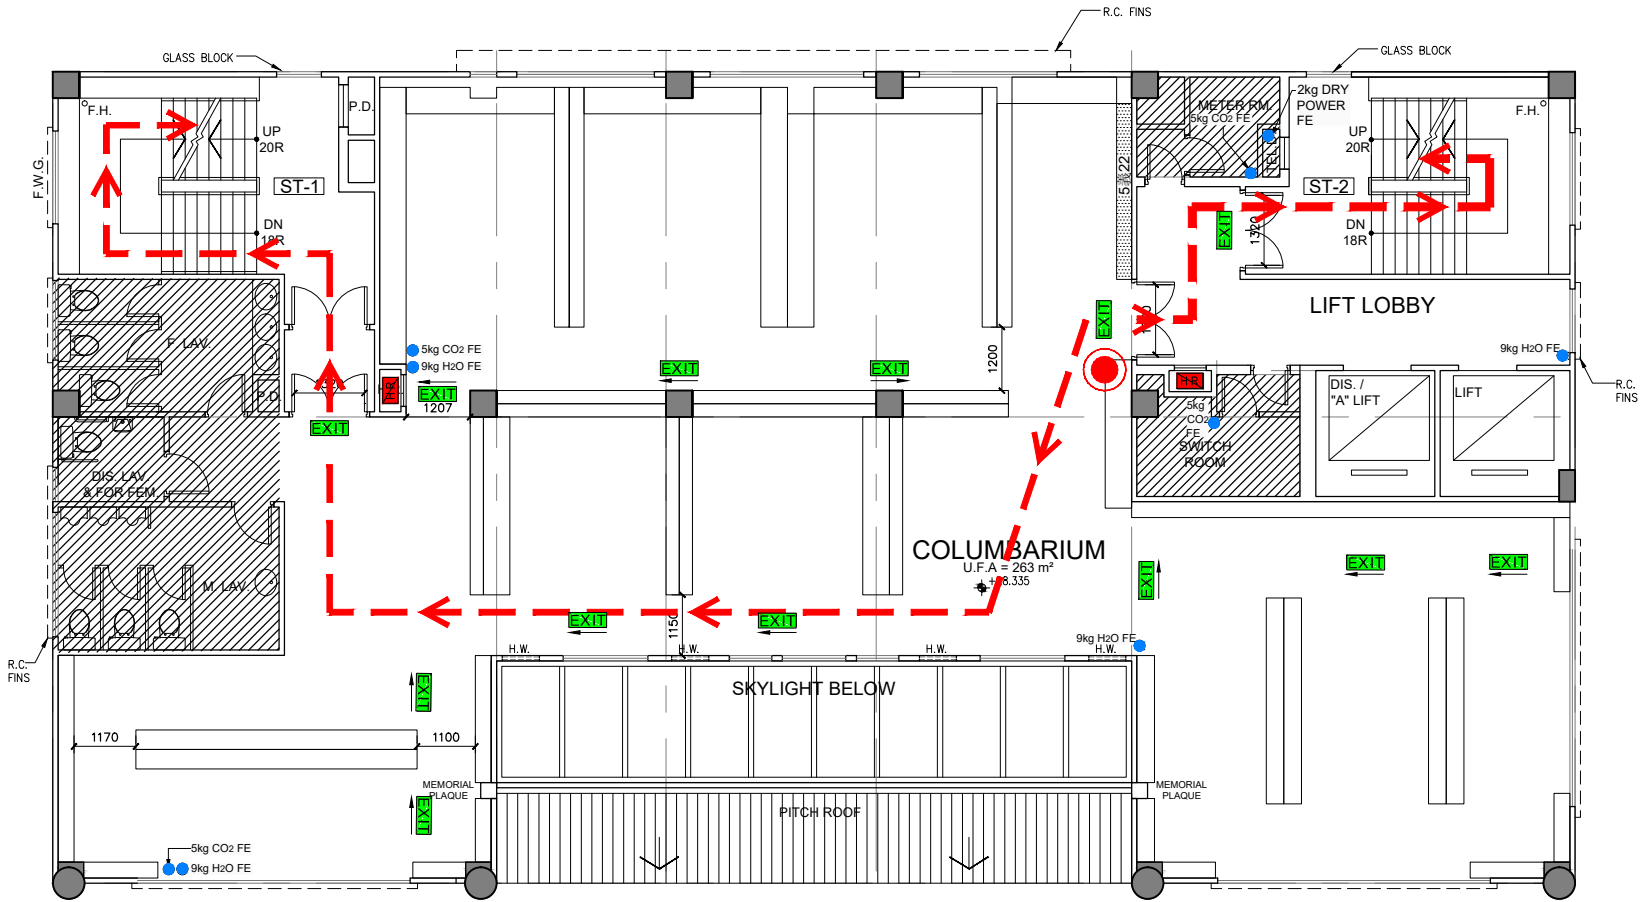 R.C. FINS
GLASS BLOCK
GLASS BLOCK
F.H.
P.D.
METER RM.
5kg CO2 FE
2kg DRY
POWER
FE
F.H.
UP
20R
UP
20R
F.W.G.
ST-1
ST-2
DN
18R
DN
18R
EXIT
1320
LIFT LOBBY
EXIT
F. LAV.
5kg CO2 FE
9kg H2O FE
9kg H2O FE
1200
EXIT
EXIT
EXIT
P.D.
HR
HR
DIS. /
"A" LIFT
LIFT
R.C.
FINS
1207
EXIT
5kg
CO2
FE
SWITCH
ROOM
DIS. LAV.
& FOR FEM.
COLUMBARIUM
U.F.A = 263 m²
EXIT
EXIT
EXIT
M. LAV.
1150
EXIT
EXIT
9kg H2O FE
H.W.
H.W.
H.W.
H.W.
R.C.
FINS
SKYLIGHT BELOW
EXIT
1170
1100
MEMORIAL
PLAQUE
MEMORIAL
PLAQUE
PITCH ROOF
EXIT
5kg CO2 FE
9kg H2O FE